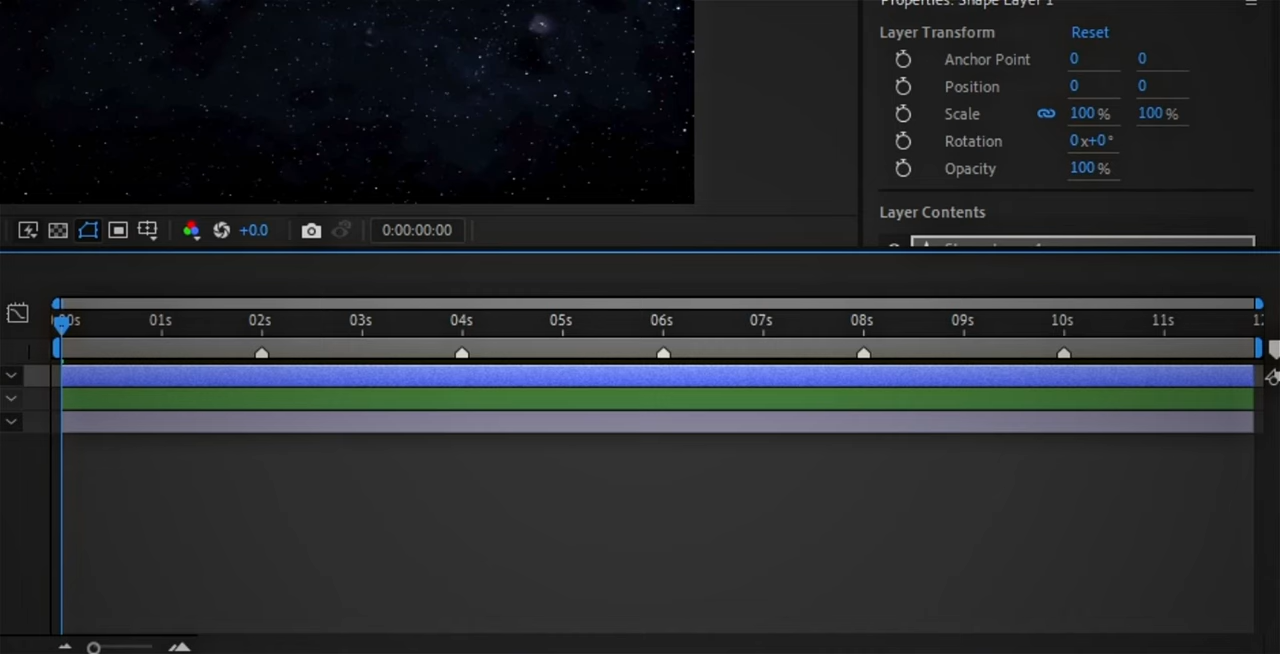 Properties: Shape Layer 1
Layer Transform Reset
Anchor Point 0 0
Position 0 0
Scale 100 % 100 %
Rotation 0 x+0 °
Opacity 100 %
Layer Contents
+0.0 0:00:00:00
01s 02s 03s 04s 05s 06s 07s 08s 09s 10s 11s